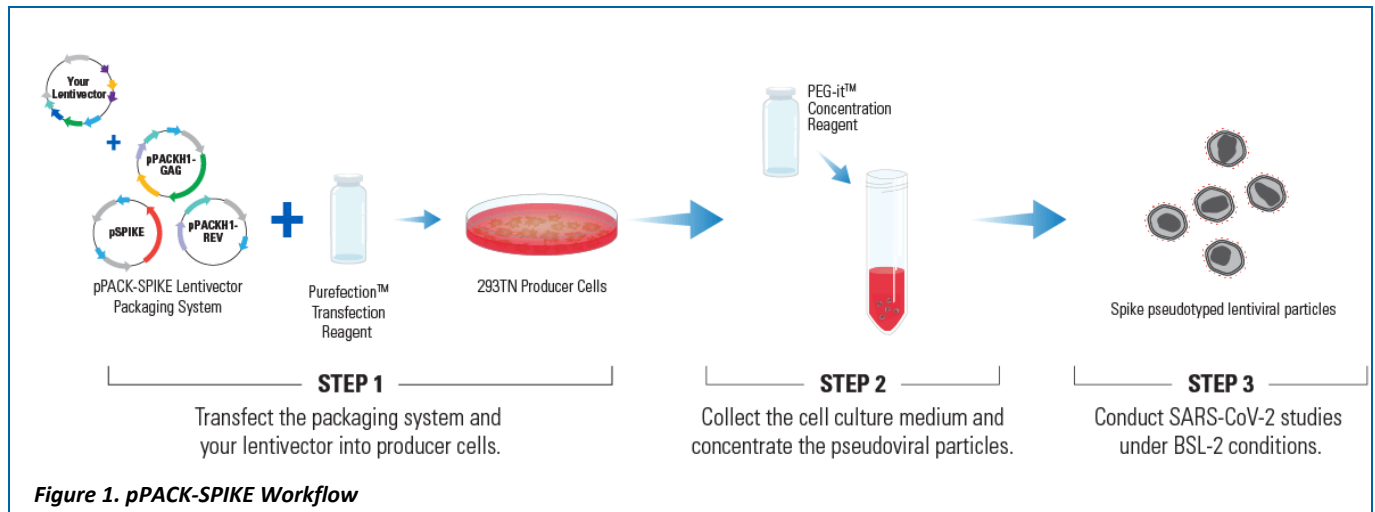 Your
Lentivector
pPACKH1-
GAG
pSPIKE
pPACKH1-
REV
pPACK-SPIKE Lentivector
Packaging System
Purefection™
Transfection
Reagent
293TN Producer Cells
PEG-it™
Concentration
Reagent
Spike pseudotyped lentiviral particles
STEP 1
Transfect the packaging system and
your lentivector into producer cells.
STEP 2
Collect the cell culture medium and
concentrate the pseudoviral particles.
STEP 3
Conduct SARS-CoV-2 studies
under BSL-2 conditions.
Figure 1. pPACK-SPIKE Workflow